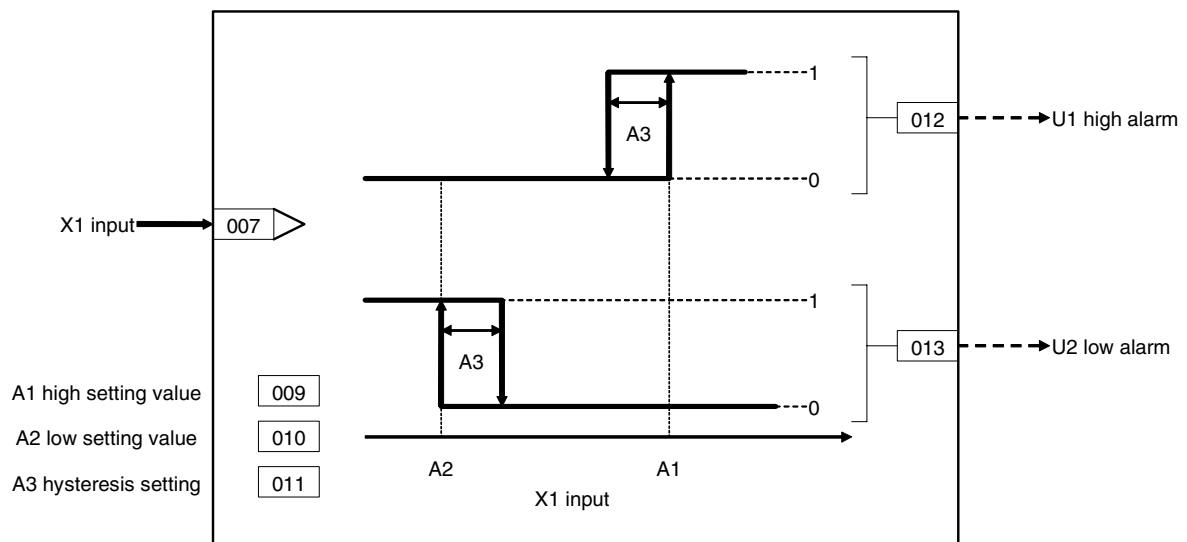 1
A3
012
U1 high alarm
0
X1 input
007
1
A3
013
U2 low alarm
0
A1 high setting value
009
A2 low setting value
010
A3 hysteresis setting
011
A2
A1
X1 input